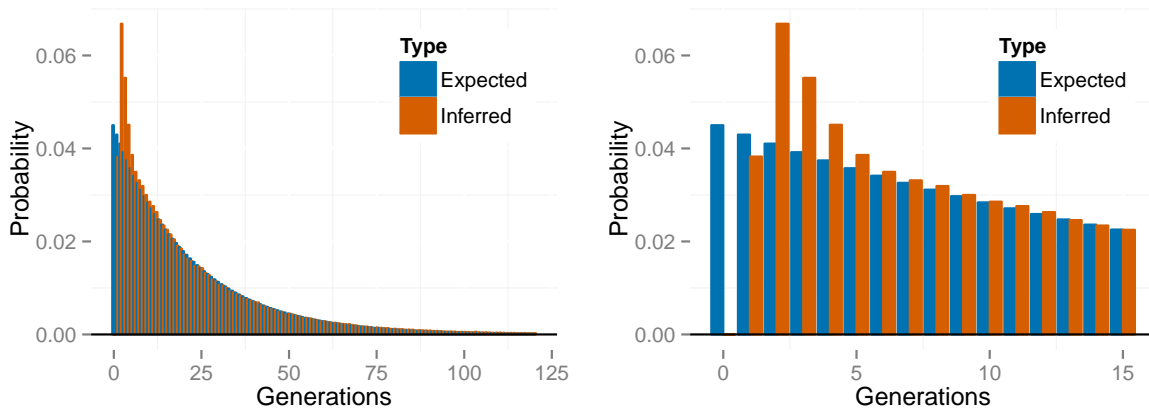 Probability
0.06
0.04
0.02
0.00
Type
Expected
Inferred
0 25 50 75 100 125
Generations
Probability
0.06
0.04
0.02
0.00
Type
Expected
Inferred
0 5 10 15
Generations